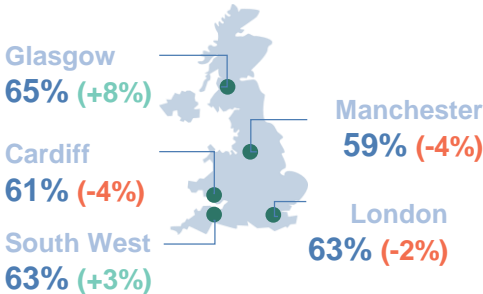 Glasgow
65% (+8%)
Manchester
59% (-4%)
Cardiff
61% (-4%)
London
63% (-2%)
South West
63% (+3%)